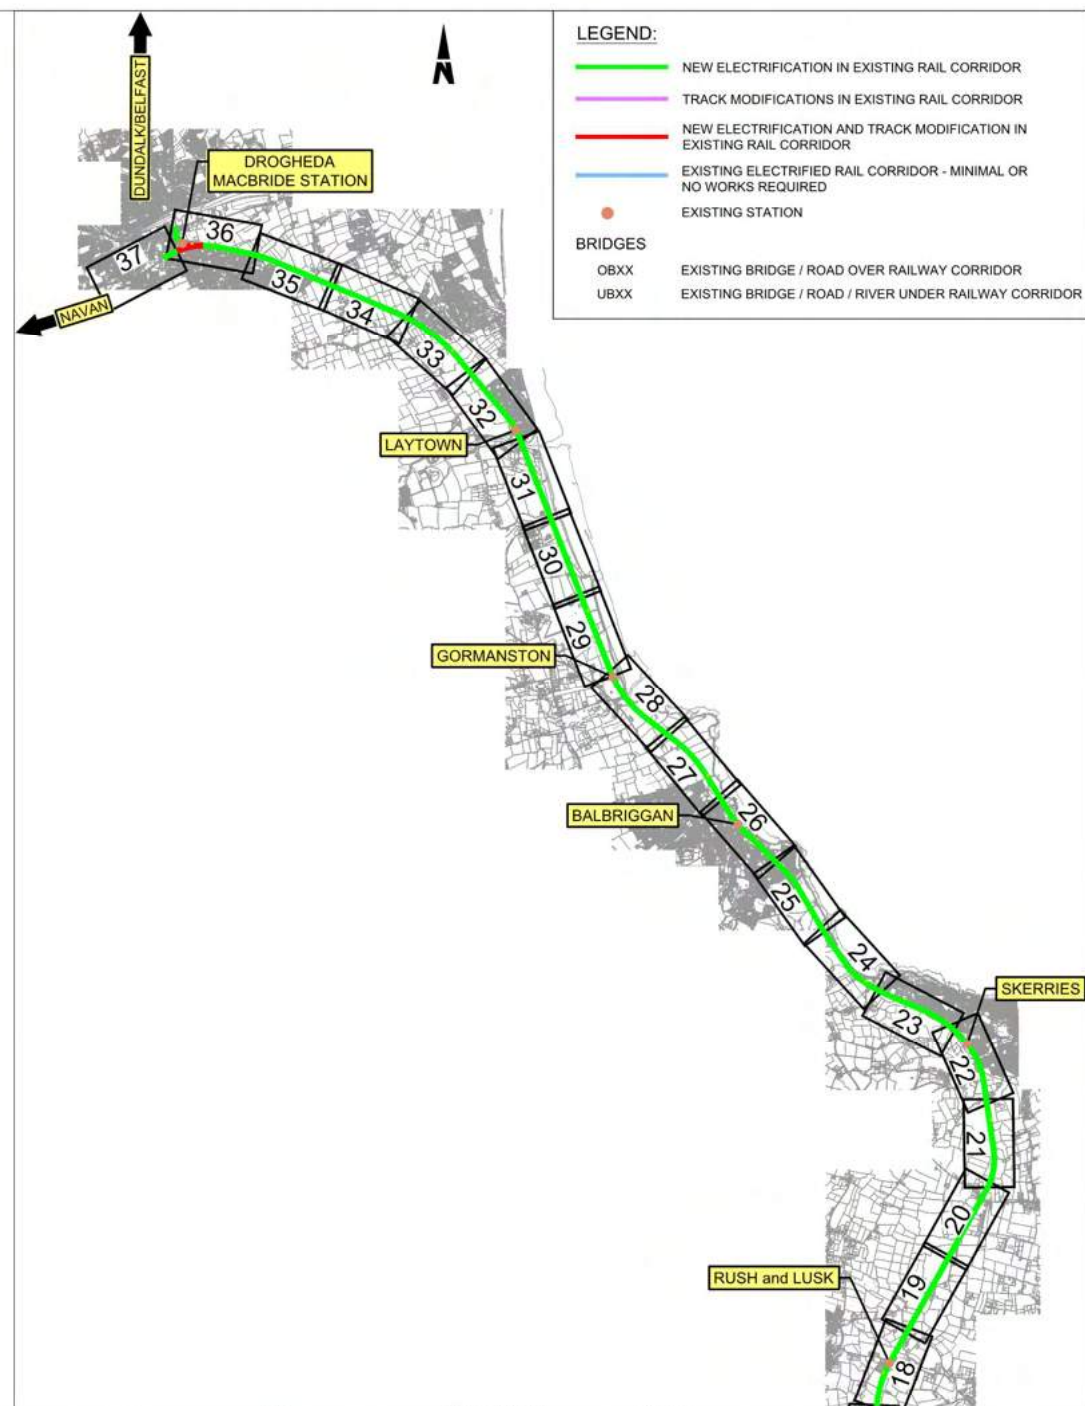 LEGEND:
NEW ELECTRIFICATION IN EXISTING RAIL CORRIDOR
TRACK MODIFICATIONS IN EXISTING RAIL CORRIDOR
NEW ELECTRIFICATION AND TRACK MODIFICATION IN
EXISTING RAIL CORRIDOR
EXISTING ELECTRIFIED RAIL CORRIDOR - MINIMAL OR
NO WORKS REQUIRED
EXISTING STATION
BRIDGES
OBXX EXISTING BRIDGE / ROAD OVER RAILWAY CORRIDOR
UBXX EXISTING BRIDGE / ROAD / RIVER UNDER RAILWAY CORRIDOR
N
DUNDALK/BELFAST
DROGHEDA
MACBRIDE STATION
NAVAN
37
36
35
34
33
32
LAYTOWN
31
30
29
GORMANSTON
28
27
BALBRIGGAN
26
25
24
SKERRIES
23
22
21
20
RUSH and LUSK
19
18